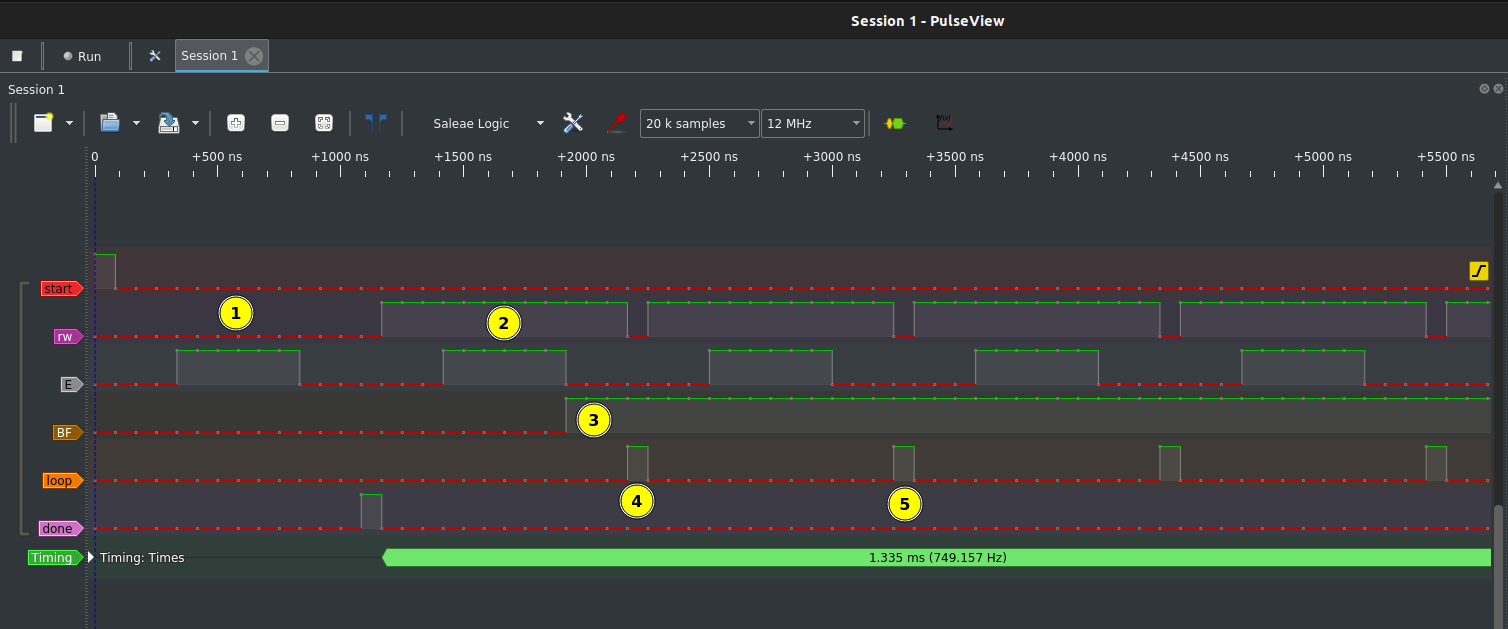 Session 1 - PulseView
Run
Session 1
Session 1
Saleae Logic
20 k samples
12 MHz
0 +500 ns +1000 ns +1500 ns +2000 ns +2500 ns +3000 ns +3500 ns +4000 ns +4500 ns +5000 ns +5500 ns
start
1
2
rw
E
3
BF
loop
4
5
done
Timing
Timing: Times
1.335 ms (749.157 Hz)